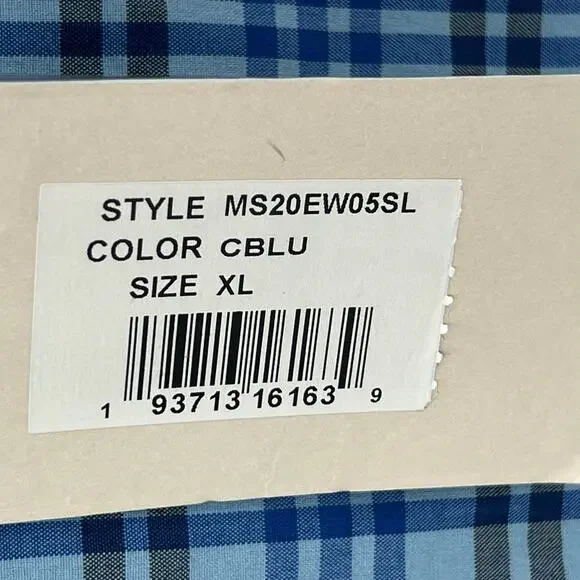 STYLE MS20EW05SL
COLOR CBLU
SIZE XL
1 93713 16163 9